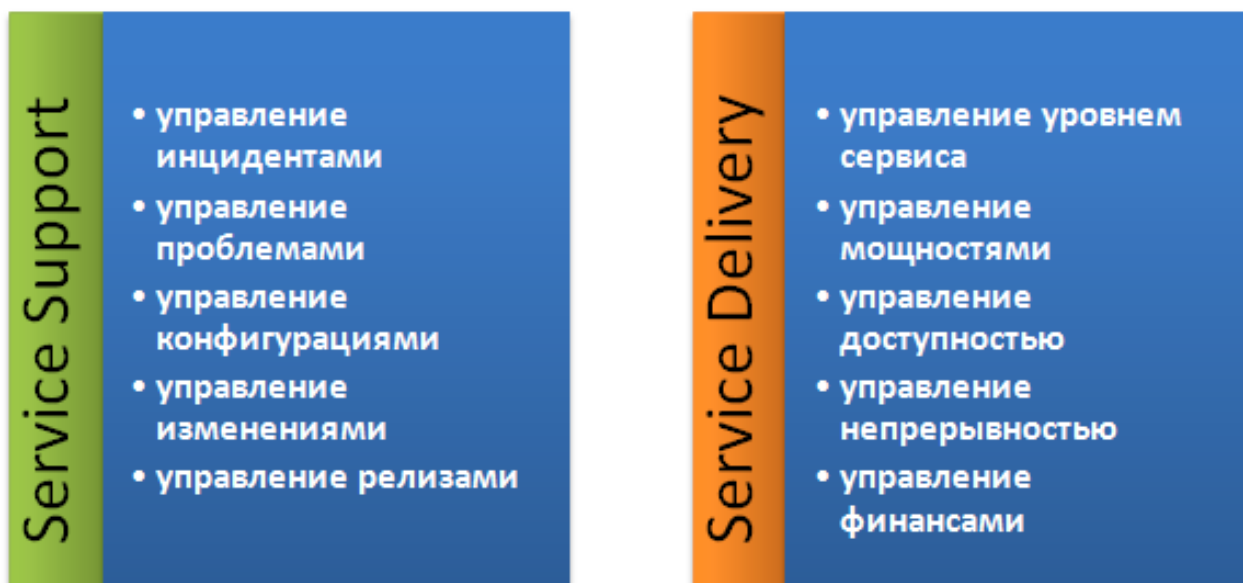 Service Support
• управление
инцидентами
• управление
проблемами
• управление
конфигурациями
• управление
изменениями
• управление релизами
Service Delivery
• управление уровнем
сервиса
• управление
мощностями
• управление
доступностью
• управление
непрерывностью
• управление
финансами